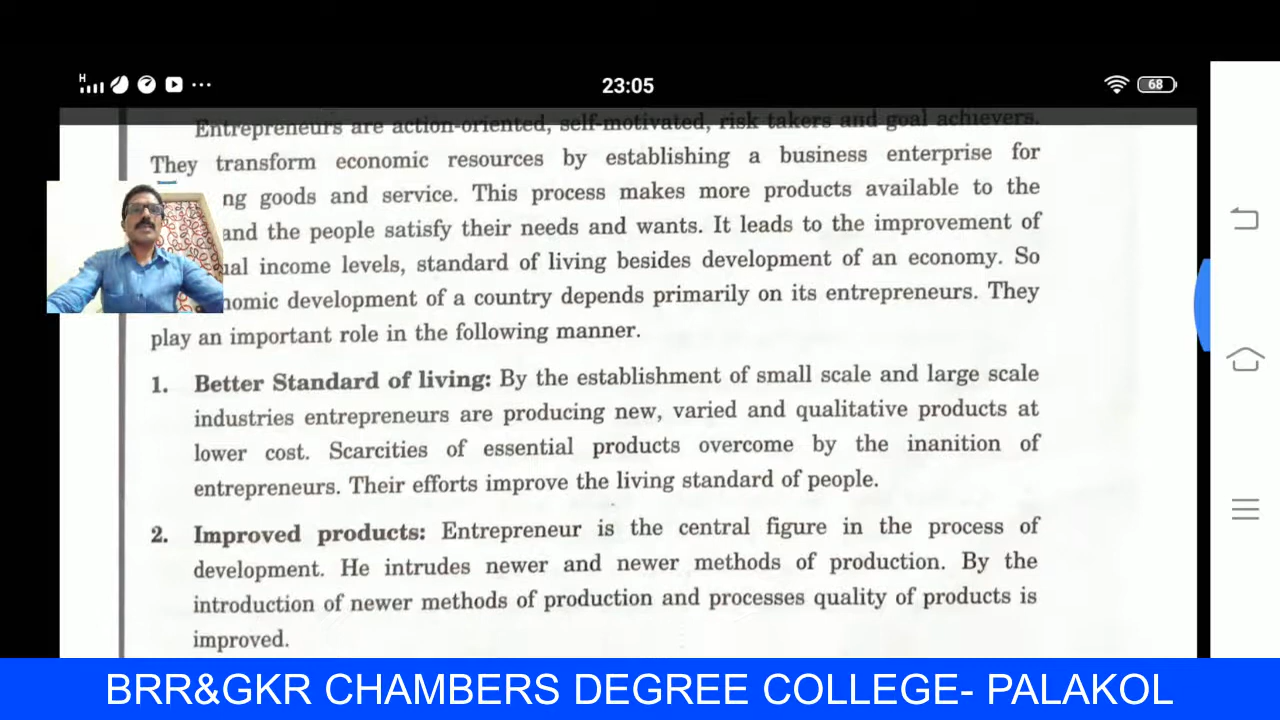 H
23:05
68
Entrepreneurs are action-oriented, self-motivated, risk takers and goal achievers.
They transform economic resources by establishing a business enterprise for
ng goods and service. This process makes more products available to the
and the people satisfy their needs and wants. It leads to the improvement of
ual income levels, standard of living besides development of an economy. So
nomic development of a country depends primarily on its entrepreneurs. They
play an important role in the following manner.
1. Better Standard of living: By the establishment of small scale and large scale
industries entrepreneurs are producing new, varied and qualitative products at
lower cost. Scarcities of essential products overcome by the inanition of
entrepreneurs. Their efforts improve the living standard of people.
2. Improved products: Entrepreneur is the central figure in the process of
development. He intrudes newer and newer methods of production. By the
introduction of newer methods of production and processes quality of products is
improved.
BRR&GKR CHAMBERS DEGREE COLLEGE- PALAKOL